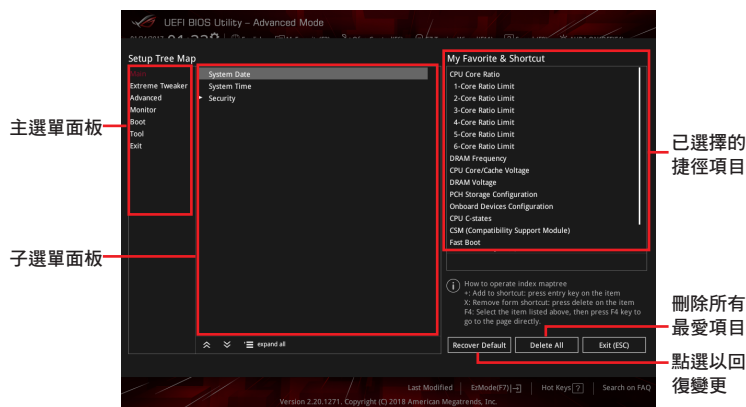 UEFI BIOS Utility – Advanced Mode
Setup Tree Map
My Favorite & Shortcut
Main
Extreme Tweaker
Advanced
Monitor
Boot
Tool
Exit
System Date
System Time
Security
CPU Core Ratio
1-Core Ratio Limit
2-Core Ratio Limit
3-Core Ratio Limit
4-Core Ratio Limit
5-Core Ratio Limit
6-Core Ratio Limit
DRAM Frequency
CPU Core/Cache Voltage
DRAM Voltage
PCH Storage Configuration
Onboard Devices Configuration
CPU C-states
CSM (Compatibility Support Module)
Fast Boot
主選單面板
子選單面板
已選擇的
捷徑項目
How to operate index maptree
+: Add to shortcut: press entry key on the item
X: Remove form shortcut: press delete on the item
F4: Select the item listed above, then press F4 key to
go to the page directly.
刪除所有
最愛項目
expand all
Recover Default
Delete All
Exit (ESC)
點選以回
復變更
Last Modified
EzMode(F7)
Hot Keys ?
Search on FAQ
Version 2.20.1271. Copyright (C) 2018 American Megatrends, Inc.